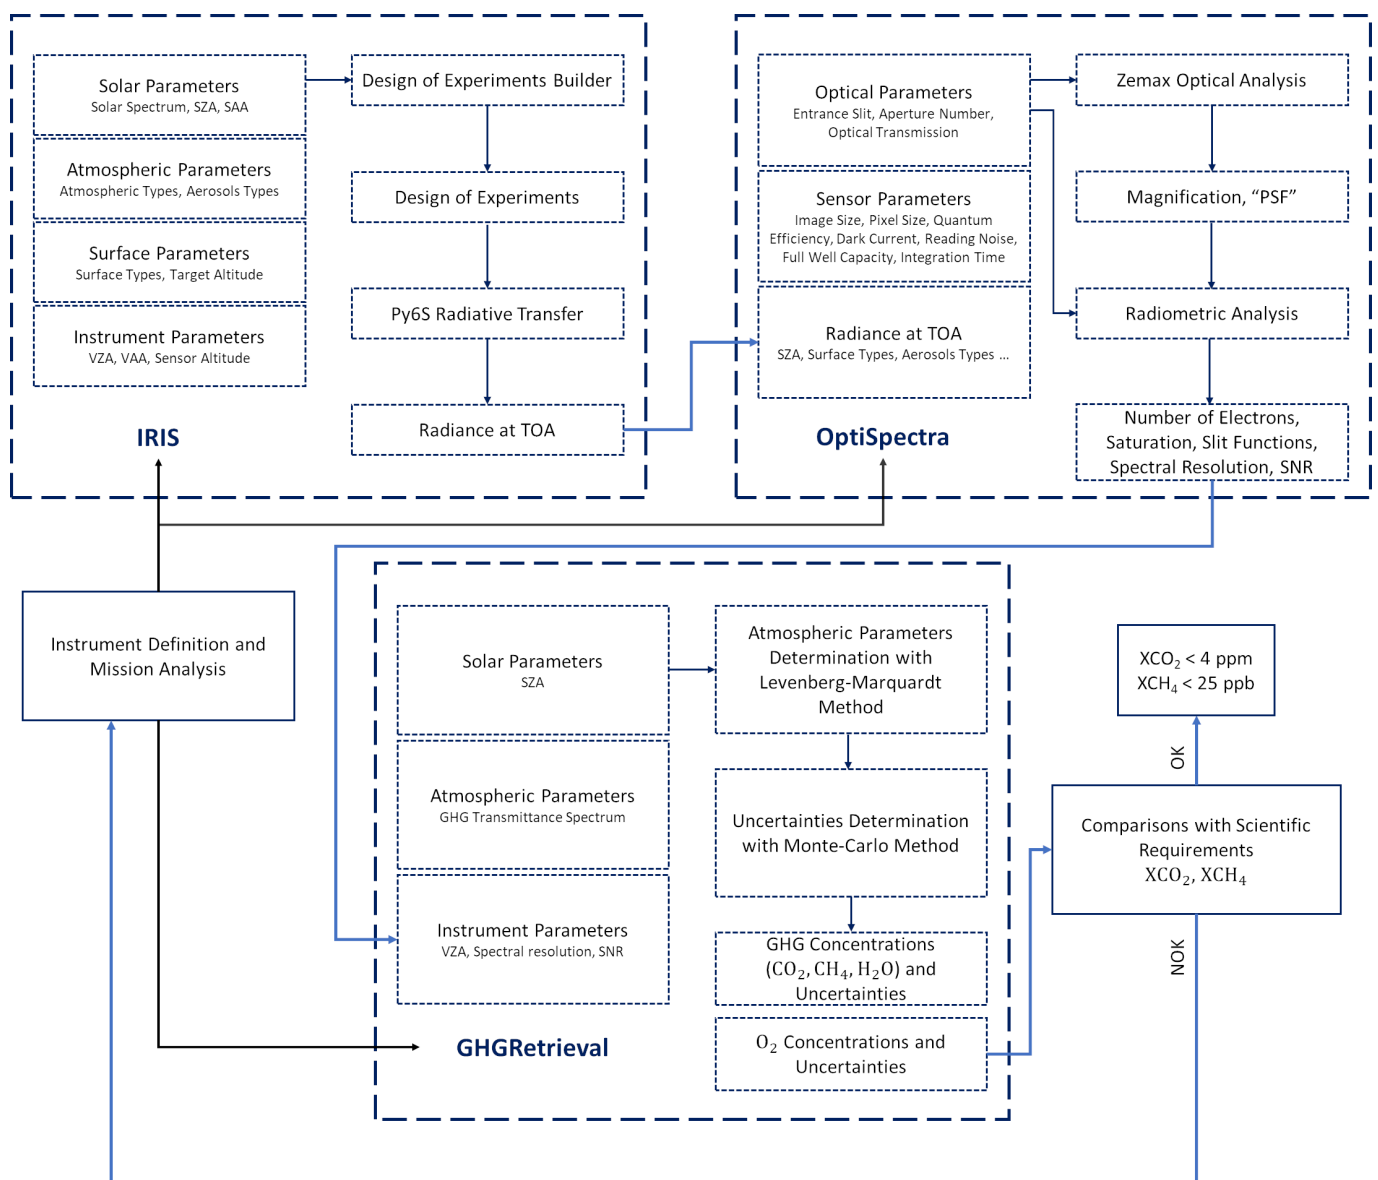 Solar Parameters
Solar Spectrum, SZA, SAA
Atmospheric Parameters
Atmospheric Types, Aerosols Types
Surface Parameters
Surface Types, Target Altitude
Instrument Parameters
VZA, VAA, Sensor Altitude
IRIS
Design of Experiments Builder
Design of Experiments
Py6S Radiative Transfer
Radiance at TOA
Optical Parameters
Entrance Slit, Aperture Number,
Optical Transmission
Sensor Parameters
Image Size, Pixel Size, Quantum
Efficiency, Dark Current, Reading Noise,
Full Well Capacity, Integration Time
Radiance at TOA
SZA, Surface Types, Aerosols Types ...
OptiSpectra
Zemax Optical Analysis
Magnification, “PSF”
Radiometric Analysis
Number of Electrons,
Saturation, Slit Functions,
Spectral Resolution, SNR
Instrument Definition and
Mission Analysis
Solar Parameters
SZA
Atmospheric Parameters
GHG Transmittance Spectrum
Instrument Parameters
VZA, Spectral resolution, SNR
GHGRetrieval
Atmospheric Parameters
Determination with
Levenberg-Marquardt
Method
Uncertainties Determination
with Monte-Carlo Method
GHG Concentrations
(CO₂, CH₄, H₂O) and
Uncertainties
O₂ Concentrations and
Uncertainties
XCO₂ < 4 ppm
XCH₄ < 25 ppb
OK
Comparisons with Scientific
Requirements
XCO₂, XCH₄
NOK